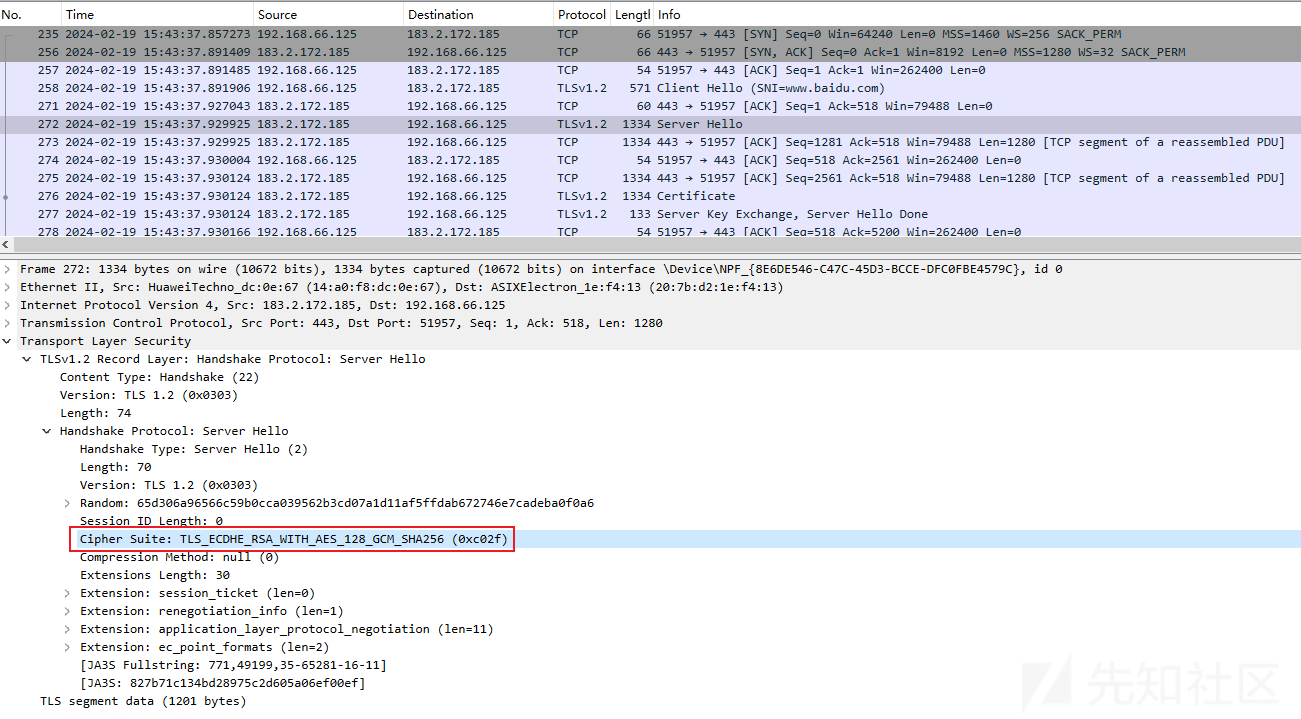 No. Time Source Destination Protocol Lengtl Info
235 2024-02-19 15:43:37.857273 192.168.66.125 183.2.172.185 TCP 66 51957 → 443 [SYN] Seq=0 Win=64240 Len=0 MSS=1460 WS=256 SACK_PERM
256 2024-02-19 15:43:37.891409 183.2.172.185 192.168.66.125 TCP 66 443 → 51957 [SYN, ACK] Seq=0 Ack=1 Win=8192 Len=0 MSS=1280 WS=32 SACK_PERM
257 2024-02-19 15:43:37.891485 192.168.66.125 183.2.172.185 TCP 54 51957 → 443 [ACK] Seq=1 Ack=1 Win=262400 Len=0
258 2024-02-19 15:43:37.891906 192.168.66.125 183.2.172.185 TLSv1.2 571 Client Hello (SNI=www.baidu.com)
271 2024-02-19 15:43:37.927043 183.2.172.185 192.168.66.125 TCP 60 443 → 51957 [ACK] Seq=1 Ack=518 Win=79488 Len=0
272 2024-02-19 15:43:37.929925 183.2.172.185 192.168.66.125 TLSv1.2 1334 Server Hello
273 2024-02-19 15:43:37.929925 183.2.172.185 192.168.66.125 TCP 1334 443 → 51957 [ACK] Seq=1281 Ack=518 Win=79488 Len=1280 [TCP segment of a reassembled PDU]
274 2024-02-19 15:43:37.930004 192.168.66.125 183.2.172.185 TCP 54 51957 → 443 [ACK] Seq=518 Ack=2561 Win=262400 Len=0
275 2024-02-19 15:43:37.930124 183.2.172.185 192.168.66.125 TCP 1334 443 → 51957 [ACK] Seq=2561 Ack=518 Win=79488 Len=1280 [TCP segment of a reassembled PDU]
276 2024-02-19 15:43:37.930124 183.2.172.185 192.168.66.125 TLSv1.2 1334 Certificate
277 2024-02-19 15:43:37.930124 183.2.172.185 192.168.66.125 TLSv1.2 133 Server Key Exchange, Server Hello Done
278 2024-02-19 15:43:37.930166 192.168.66.125 183.2.172.185 TCP 54 51957 → 443 [ACK] Seq=518 Ack=5200 Win=262400 Len=0
Frame 272: 1334 bytes on wire (10672 bits), 1334 bytes captured (10672 bits) on interface \Device\NPF_{8E6DE546-C47C-45D3-BCCE-DFC0FBE4579C}, id 0
Ethernet II, Src: HuaweiTechno_dc:0e:67 (14:a0:f8:dc:0e:67), Dst: ASIXElectron_1e:f4:13 (20:7b:d2:1e:f4:13)
Internet Protocol Version 4, Src: 183.2.172.185, Dst: 192.168.66.125
Transmission Control Protocol, Src Port: 443, Dst Port: 51957, Seq: 1, Ack: 518, Len: 1280
Transport Layer Security
TLSv1.2 Record Layer: Handshake Protocol: Server Hello
Content Type: Handshake (22)
Version: TLS 1.2 (0x0303)
Length: 74
Handshake Protocol: Server Hello
Handshake Type: Server Hello (2)
Length: 70
Version: TLS 1.2 (0x0303)
Random: 65d306a96566c59b0cca039562b3cd07a1d11af5ffdab672746e7cadeba0f0a6
Session ID Length: 0
Cipher Suite: TLS_ECDHE_RSA_WITH_AES_128_GCM_SHA256 (0xc02f)
Compression Method: null (0)
Extensions Length: 30
Extension: session_ticket (len=0)
Extension: renegotiation_info (len=1)
Extension: application_layer_protocol_negotiation (len=11)
Extension: ec_point_formats (len=2)
[JA3S Fullstring: 771,49199,35-65281-16-11]
[JA3S: 827b71c134bd28975c2d605a06ef00ef]
TLS segment data (1201 bytes)
先知社区